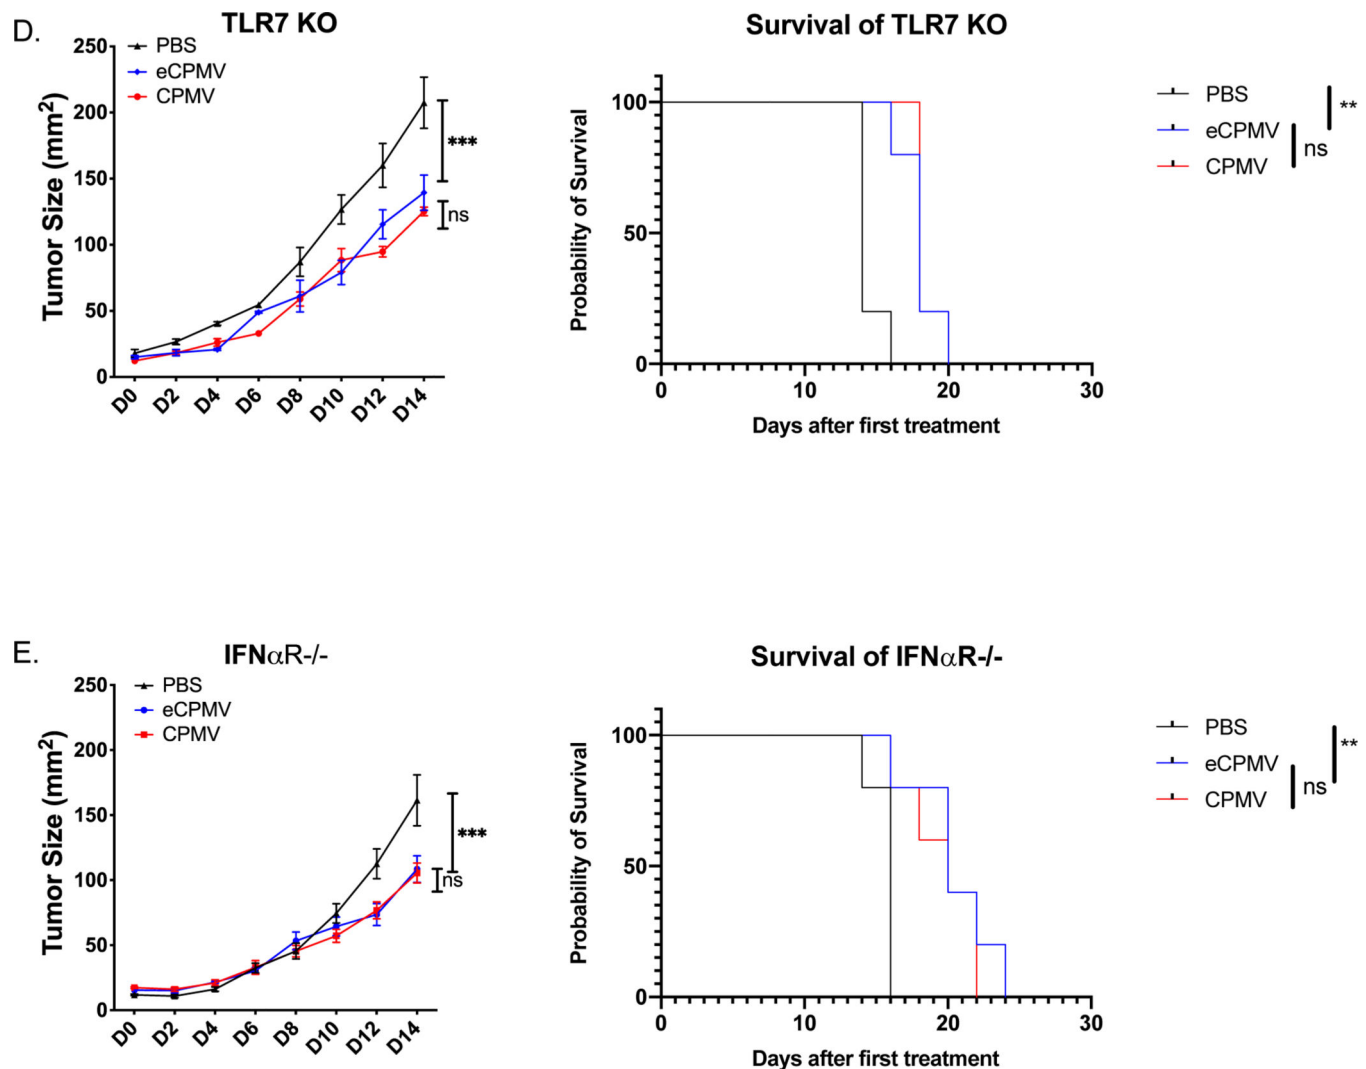 D.
TLR7 KO
PBS
eCPMV
CPMV
Tumor Size (mm²)
250
200
150
100
50
0
D0 D2 D4 D6 D8 D10 D12 D14
***
ns
Survival of TLR7 KO
Probability of Survival
100
50
0
0 10 20 30
Days after first treatment
PBS
eCPMV
CPMV
**
ns
E.
IFNαR-/-
PBS
eCPMV
CPMV
Tumor Size (mm²)
250
200
150
100
50
0
D0 D2 D4 D6 D8 D10 D12 D14
***
ns
Survival of IFNαR-/-
Probability of Survival
100
50
0
0 10 20 30
Days after first treatment
PBS
eCPMV
CPMV
**
ns